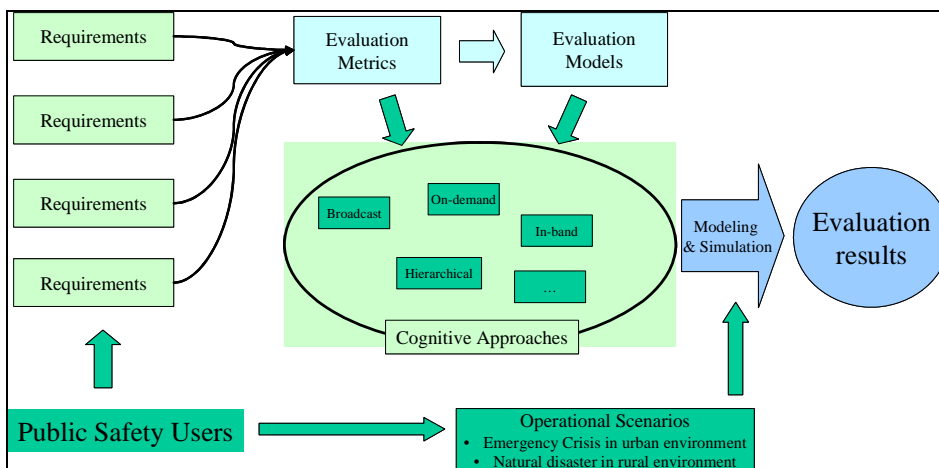 Requirements
Requirements
Requirements
Requirements
Evaluation
Metrics
Evaluation
Models
Broadcast
On-demand
In-band
Hierarchical
…
Cognitive Approaches
Modeling
& Simulation
Evaluation
results
Public Safety Users
Operational Scenarios
• Emergency Crisis in urban environment
• Natural disaster in rural environment